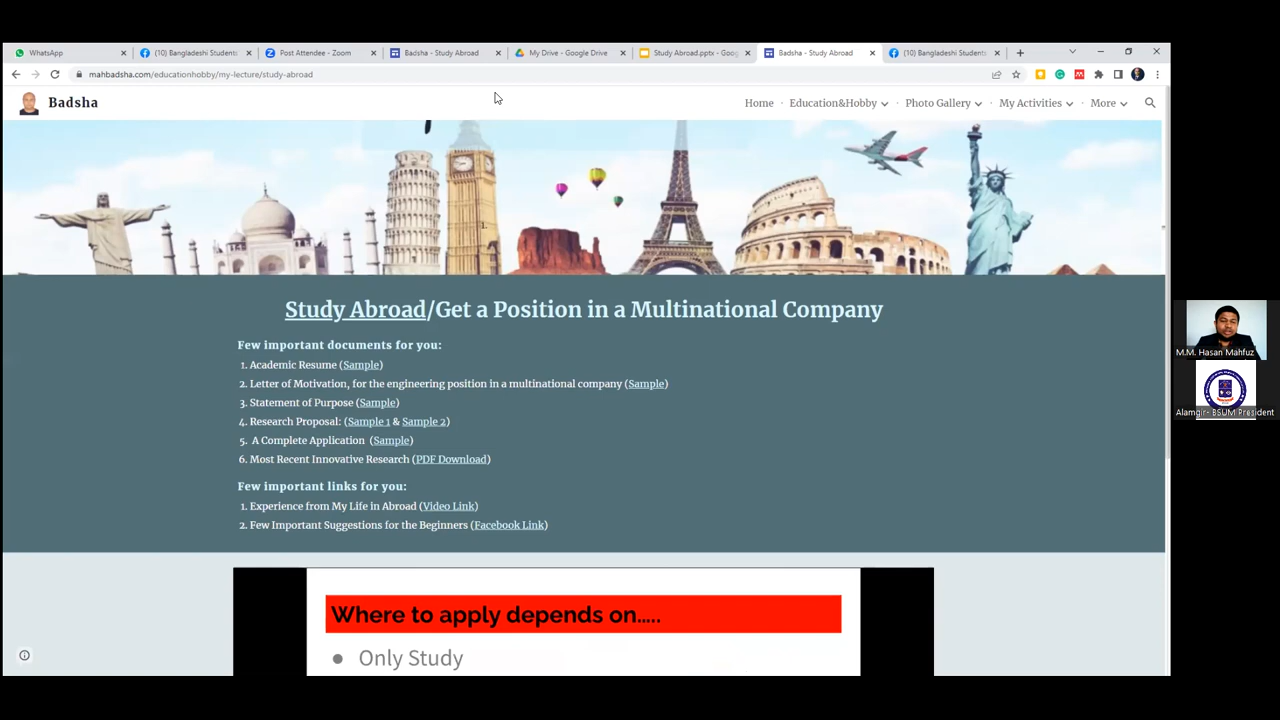 WhatsApp
(10) Bangladeshi Students
Post Attendee - Zoom
Badsha - Study Abroad
My Drive - Google Drive
Study Abroad.pptx - Goog
Badsha - Study Abroad
(10) Bangladeshi Students
mahbadsha.com/educationhobby/my-lecture/study-abroad
Badsha
Home · Education&Hobby · Photo Gallery · My Activities · More
Study Abroad/Get a Position in a Multinational Company
Few important documents for you:
1. Academic Resume (Sample)
2. Letter of Motivation, for the engineering position in a multinational company (Sample)
3. Statement of Purpose (Sample)
4. Research Proposal: (Sample 1 & Sample 2)
5. A Complete Application (Sample)
6. Most Recent Innovative Research (PDF Download)
Few important links for you:
1. Experience from My Life in Abroad (Video Link)
2. Few Important Suggestions for the Beginners (Facebook Link)
Where to apply depends on.....
● Only Study
M.M. Hasan Mahfuz
Alamgir- BSUM President